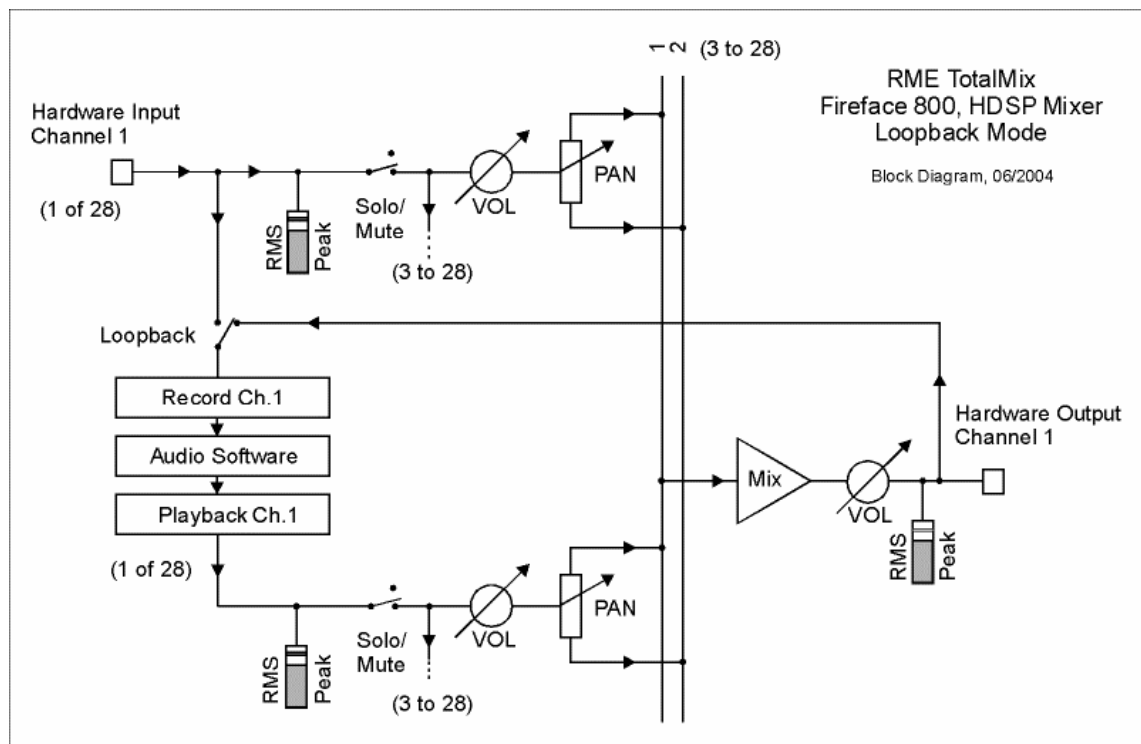 1
2
(3 to 28)
RME TotalMix
Fireface 800, HDSP Mixer
Loopback Mode
Block Diagram, 06/2004
Hardware Input
Channel 1
(1 of 28)
RMS
Peak
Solo/
Mute
(3 to 28)
VOL
PAN
Loopback
Record Ch.1
Audio Software
Playback Ch.1
(1 of 28)
Mix
VOL
Hardware Output
Channel 1
RMS
Peak
RMS
Peak
Solo/
Mute
(3 to 28)
VOL
PAN